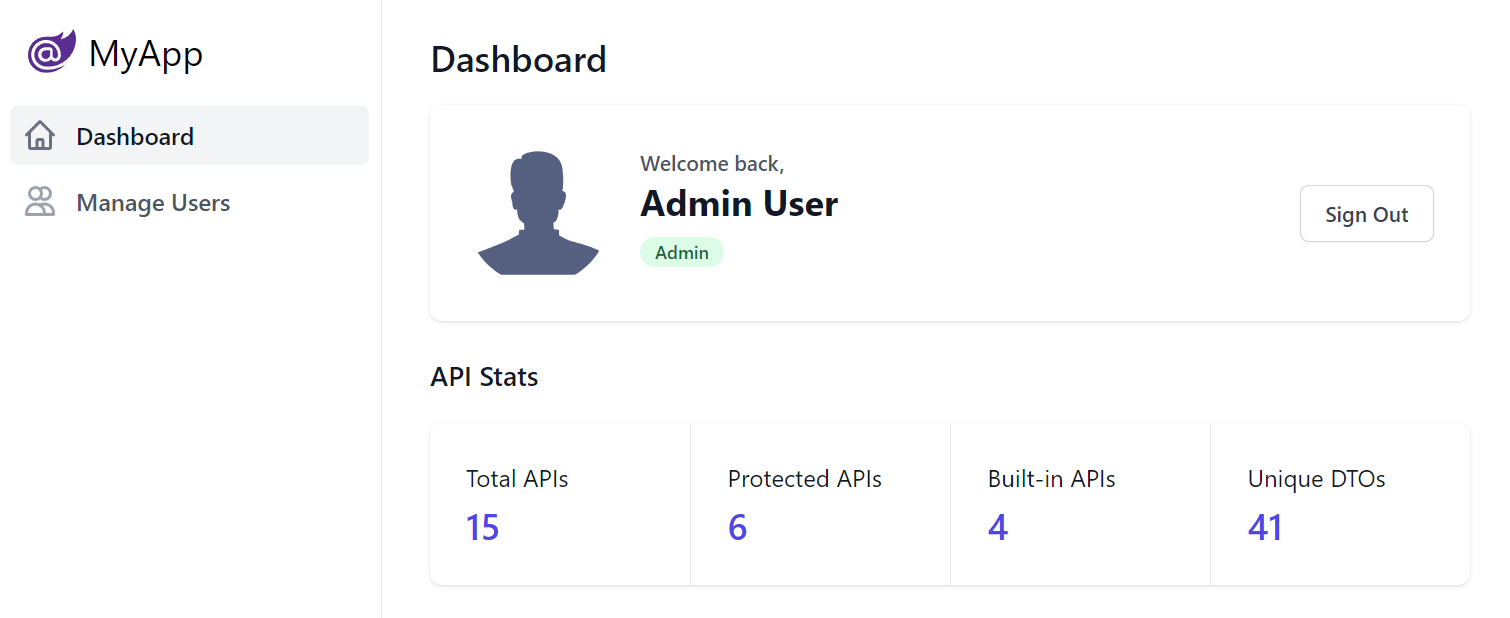 MyApp
Dashboard
Manage Users
Dashboard
Welcome back,
Admin User
Admin
Sign Out
API Stats
Total APIs
15
Protected APIs
6
Built-in APIs
4
Unique DTOs
41